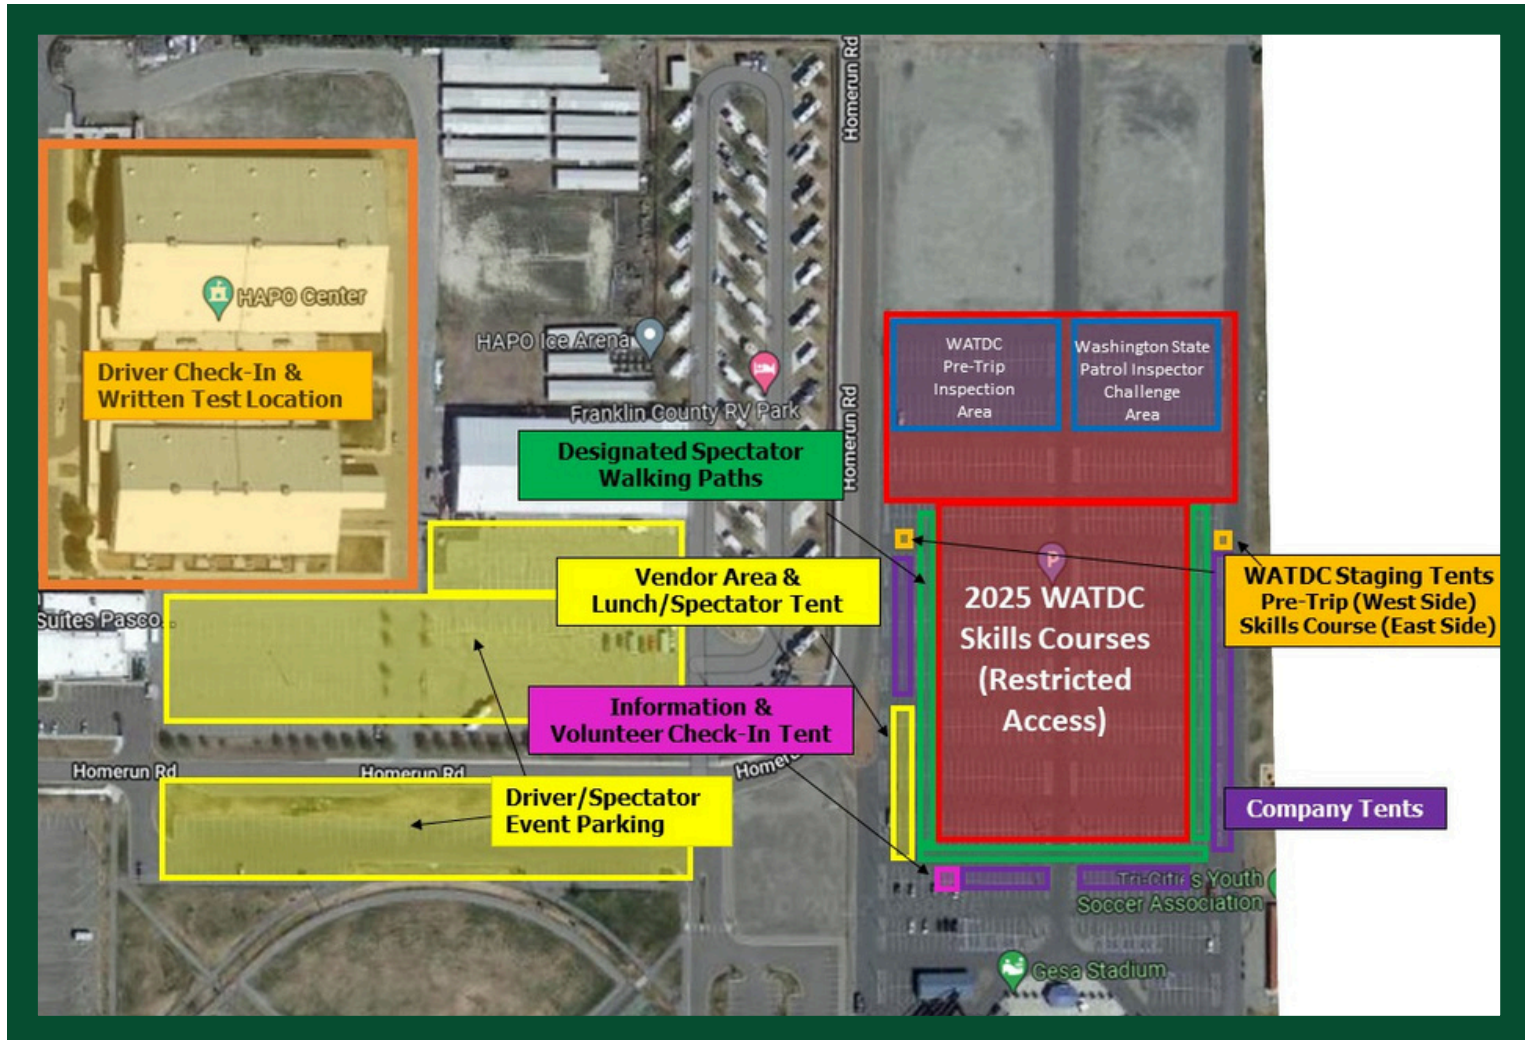 Homerun Rd
HAPO Center
Driver Check-In &
Written Test Location
HAPO Ice Arena
Franklin County RV Park
Homerun Rd
Designated Spectator
Walking Paths
WATDC
Pre-Trip
Inspection
Area
Washington State
Patrol Inspector
Challenge
Area
Vendor Area &
Lunch/Spectator Tent
P
2025 WATDC
Skills Courses
(Restricted
Access)
WATDC Staging Tents
Pre-Trip (West Side)
Skills Course (East Side)
Suites Pasco
Information &
Volunteer Check-In Tent
Homerun Rd
Homerun Rd
Homer
Driver/Spectator
Event Parking
Company Tents
Tri-Cities Youth
Soccer Association
Gesa Stadium